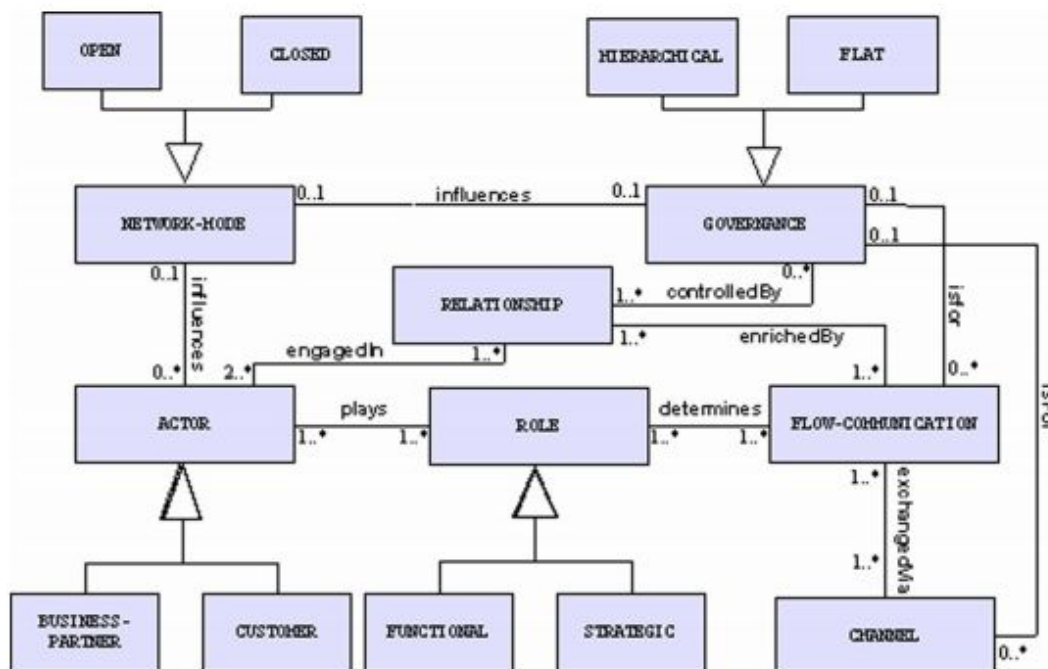 OPEN
CLOSED
HIERARCHICAL
FLAT
0..1
influences
0..1
0..1
NETWORK-MODE
GOVERNANCE
0..1
0..1
influences
RELATIONSHIP
1..*
controlledBy
0..*
1..*
enrichedBy
isfor
engagedIn
1..*
0..*
2..*
1..*
0..*
isfor
ACTOR
plays
1..*
1..*
ROLE
determines
1..*
1..*
FLOW-COMMUNICATION
1..*
exchangedVia
1..*
BUSINESS-
PARTNER
CUSTOMER
FUNCTIONAL
STRATEGIC
CHANNEL
0..*